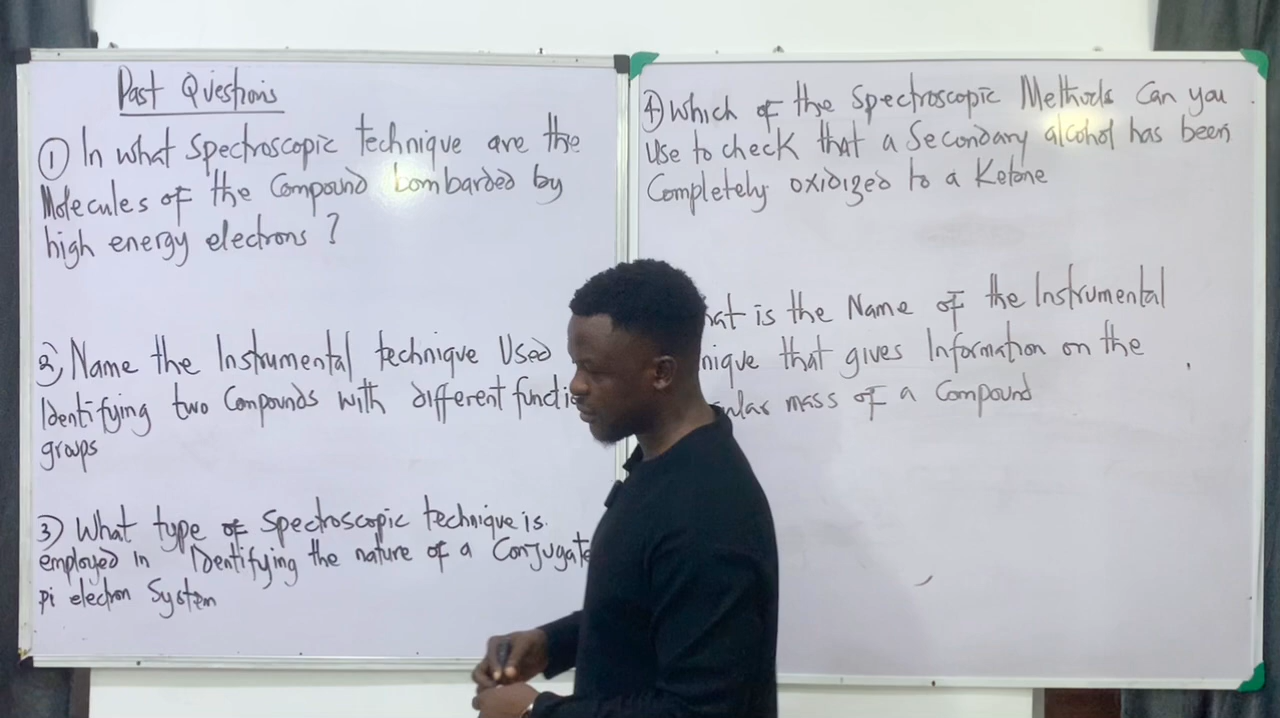 Past Questions
① In what Spectroscopic technique are the
Molecules of the Compound bombarded by
high energy electrons ?
2) Name the Instrumental technique Used
Identifying two Compounds with different functio
groups
3) What type of Spectroscopic technique is.
employed in Identifying the nature of a Conjugate
pi electron System
4) Which of the Spectroscopic Methods Can you
Use to check that a Secondary alcohol has been
Completely oxidized to a Ketone
hat is the Name of the Instrumental
nique that gives Information on the
ular mass of a Compound